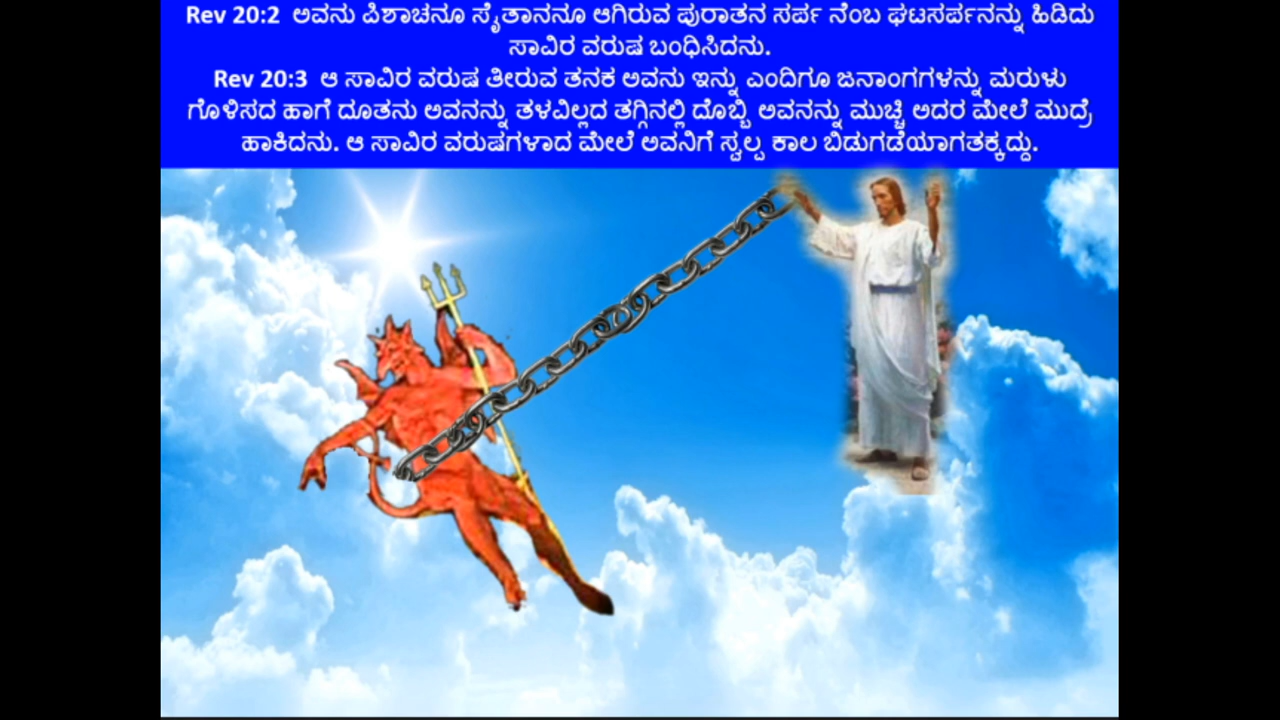 Rev 20:2 ಅವನು ಪಿಶಾಚನೂ ಸೈತಾನನೂ ಆಗಿರುವ ಪುರಾತನ ಸರ್ಪ ನೆಂಬ ಘಟಸರ್ಪನನ್ನು ಹಿಡಿದು
ಸಾವಿರ ವರುಷ ಬಂಧಿಸಿದನು.
Rev 20:3 ಆ ಸಾವಿರ ವರುಷ ತೀರುವ ತನಕ ಅವನು ಇನ್ನು ಎಂದಿಗೂ ಜನಾಂಗಗಳನ್ನು ಮರುಳು
ಗೊಳಿಸದ ಹಾಗೆ ದೂತನು ಅವನನ್ನು ತಳವಿಲ್ಲದ ತಗ್ಗಿನಲ್ಲಿ ದೊಬ್ಬಿ ಅವನನ್ನು ಮುಚ್ಚಿ ಅದರ ಮೇಲೆ ಮುದ್ರೆ
ಹಾಕಿದನು. ಆ ಸಾವಿರ ವರುಷಗಳಾದ ಮೇಲೆ ಅವನಿಗೆ ಸ್ವಲ್ಪ ಕಾಲ ಬಿಡುಗಡೆಯಾಗತಕ್ಕದ್ದು.